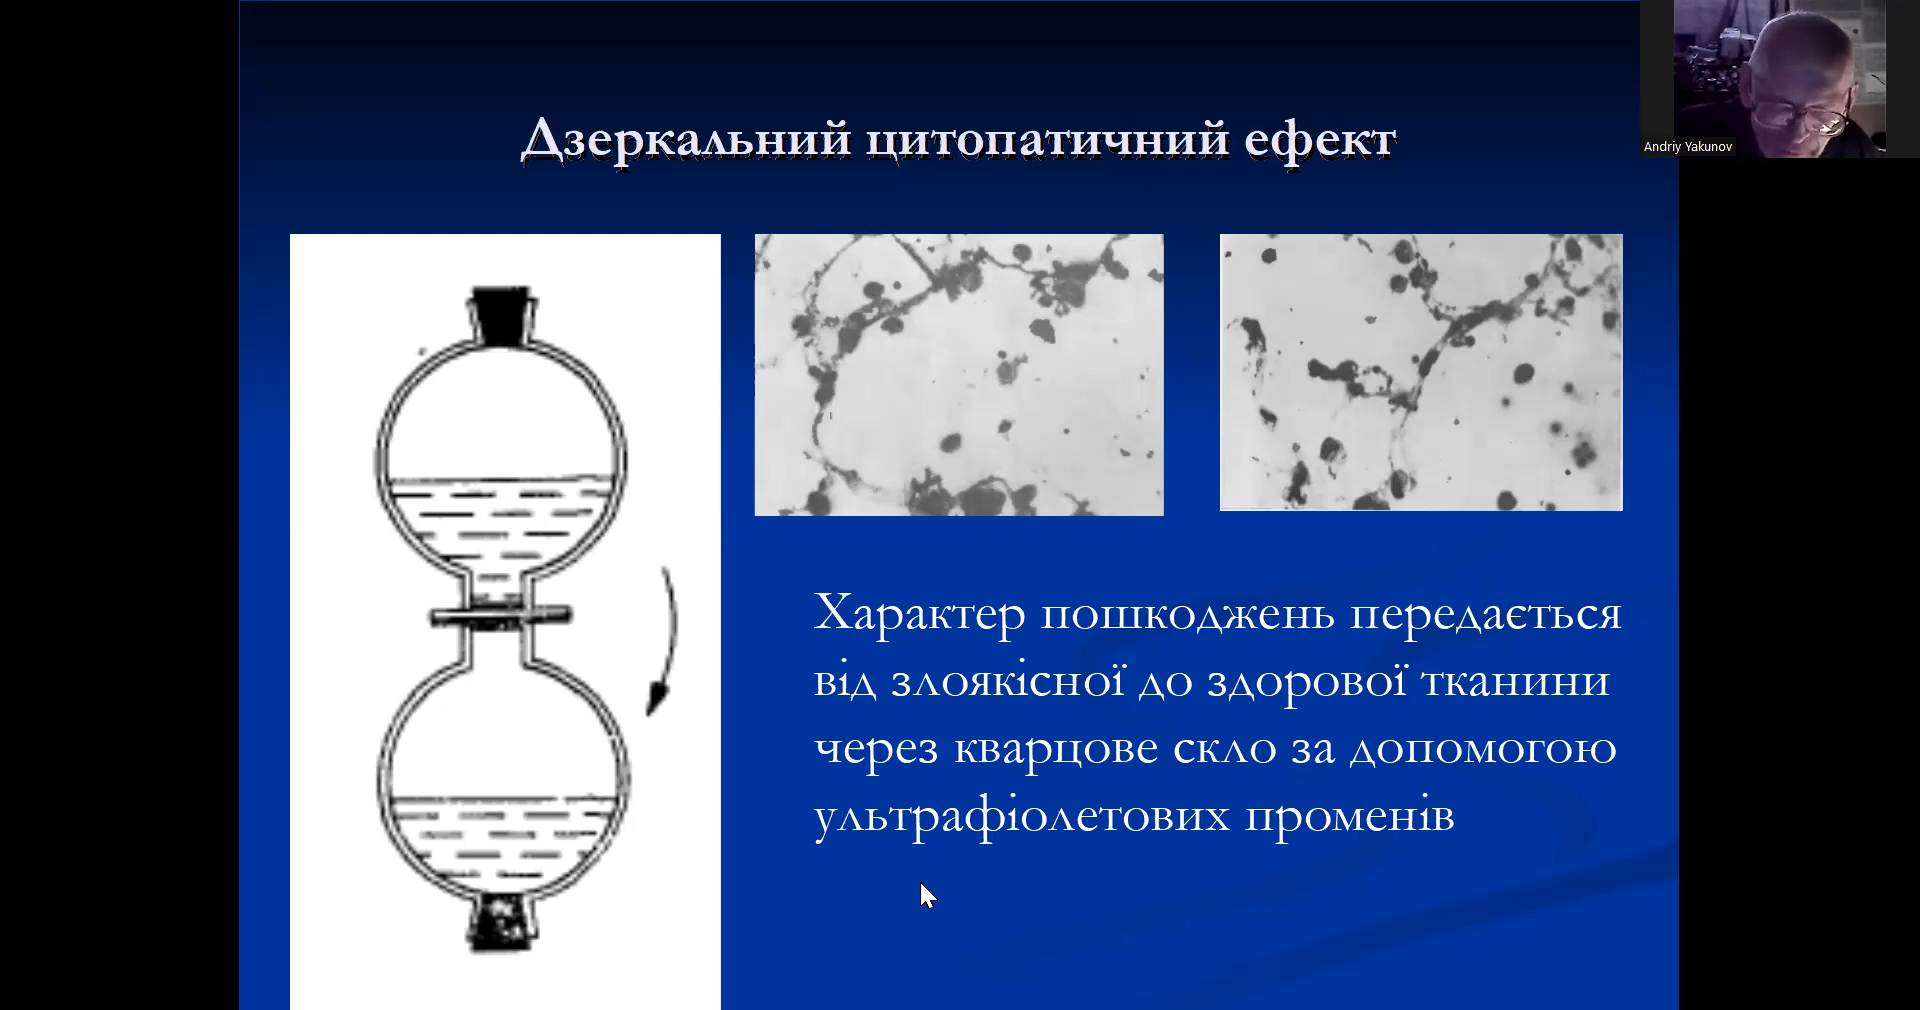 Дзеркальний цитопатичний ефект
Andriy Yakunov
Характер пошкоджень передається
від злоякісної до здорової тканини
через кварцове скло за допомогою
ультрафіолетових променів